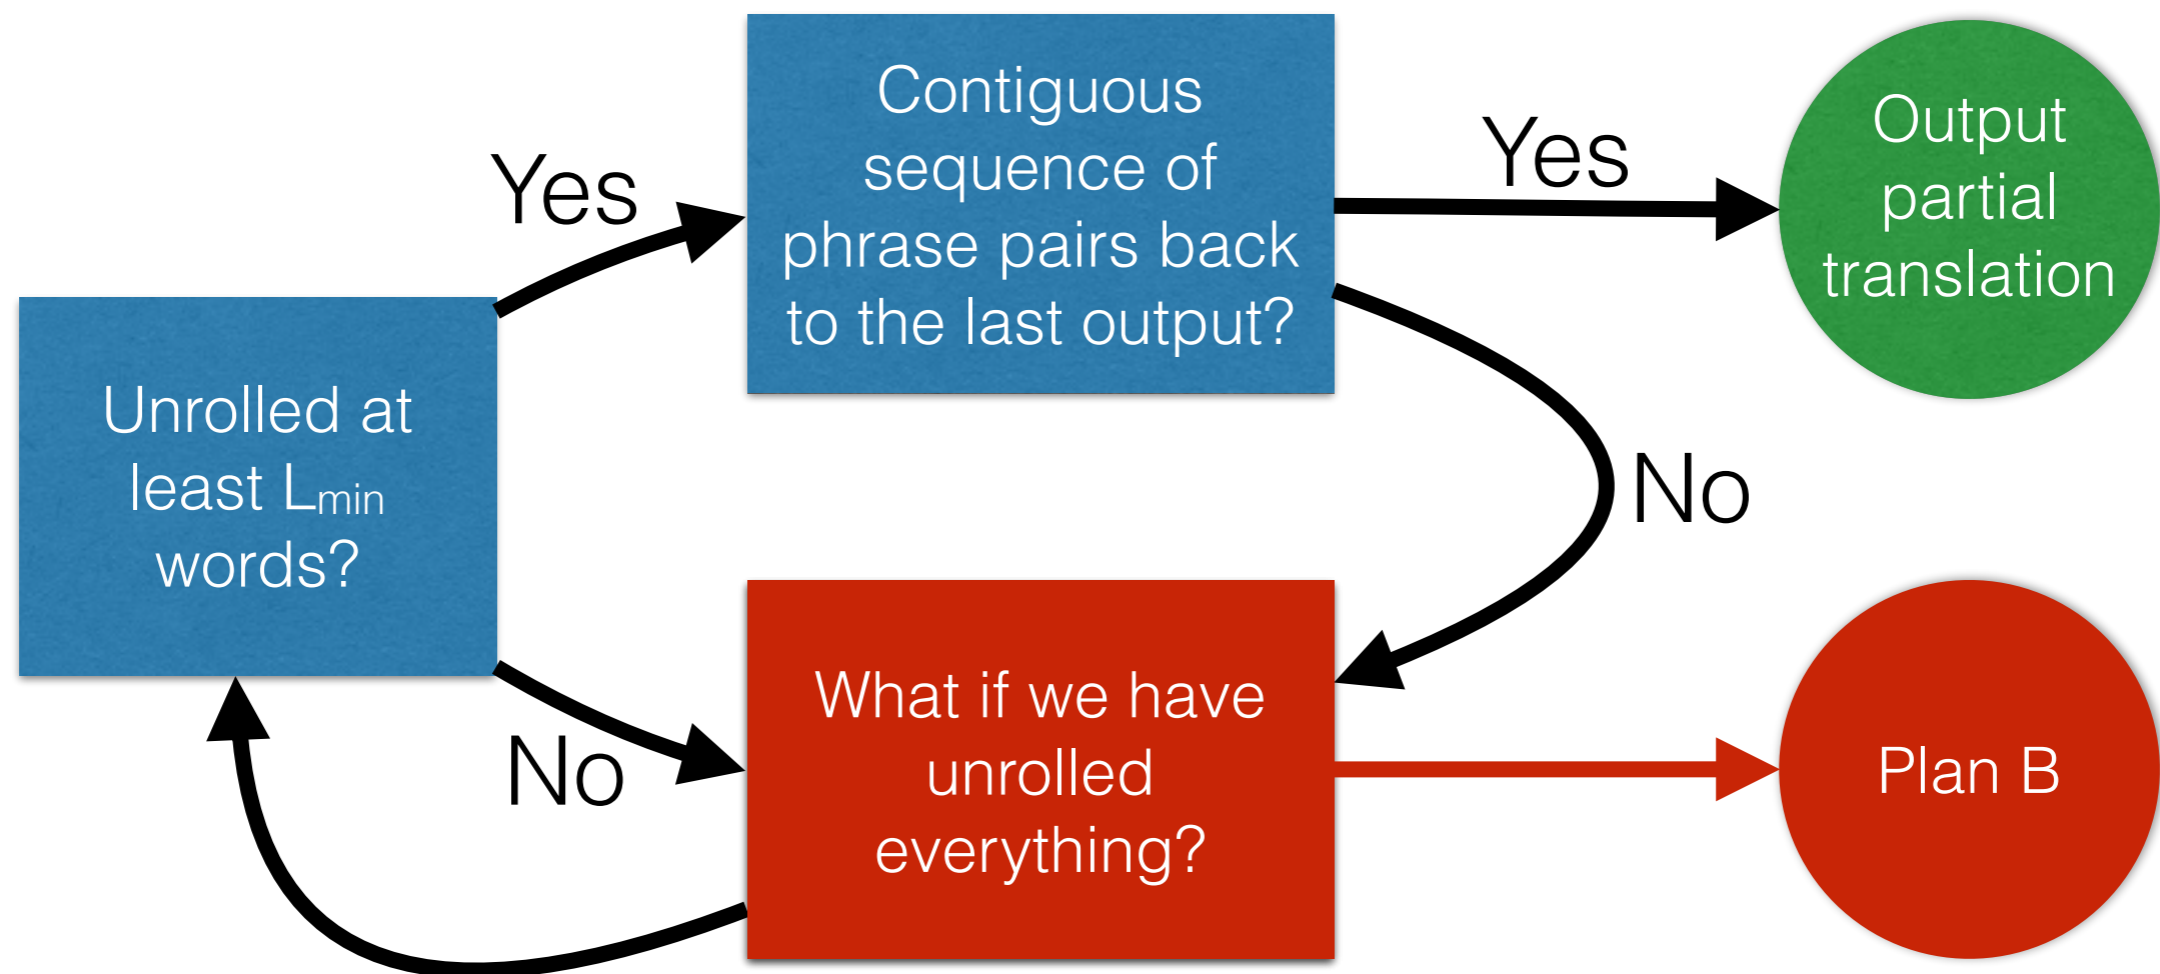 Unrolled at
least Lmin
words?
Yes
No
Contiguous
sequence of
phrase pairs back
to the last output?
Yes
No
Output
partial
translation
What if we have
unrolled
everything?
Plan B